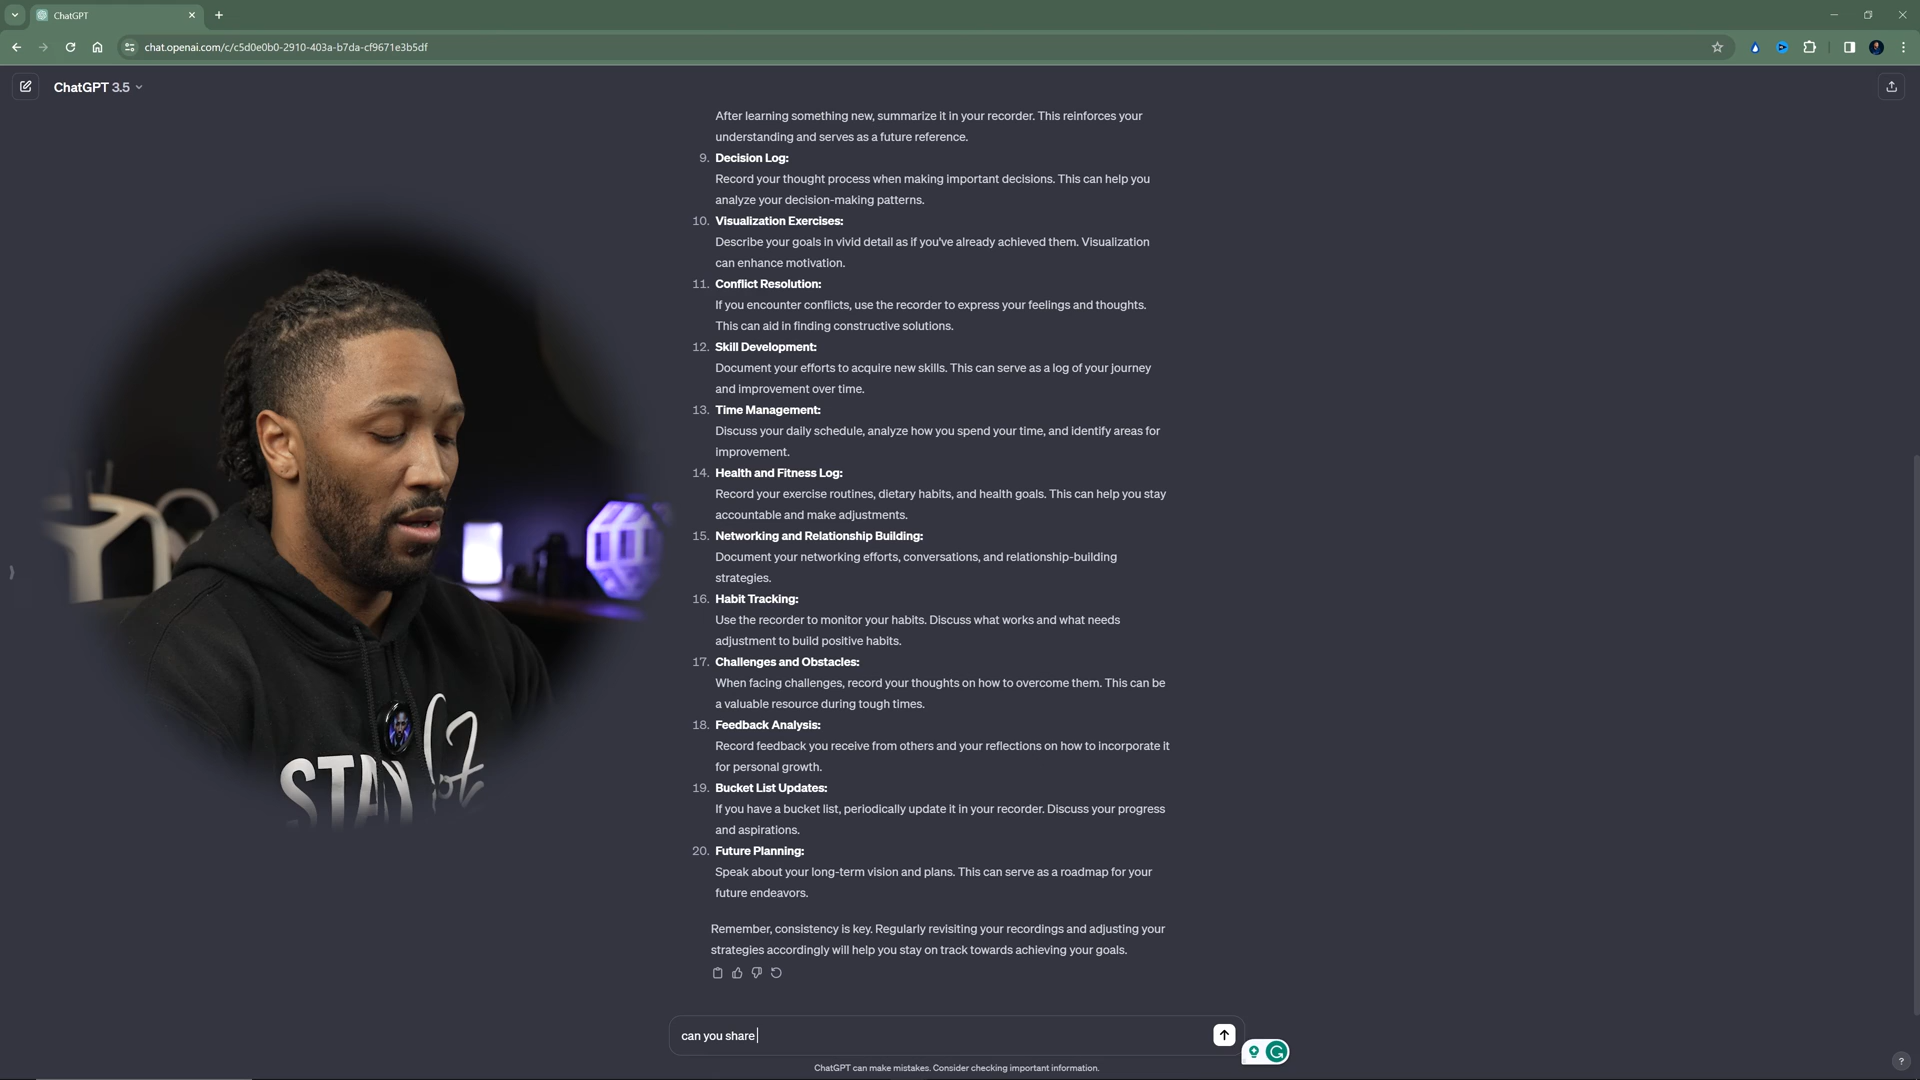 ChatGPT
chat.openai.com/c/c5d0e0b0-2910-403a-b7da-cf9671e3b5df
ChatGPT 3.5
After learning something new, summarize it in your recorder. This reinforces your
understanding and serves as a future reference.
9. Decision Log:
Record your thought process when making important decisions. This can help you
analyze your decision-making patterns.
10. Visualization Exercises:
Describe your goals in vivid detail as if you've already achieved them. Visualization
can enhance motivation.
11. Conflict Resolution:
If you encounter conflicts, use the recorder to express your feelings and thoughts.
This can aid in finding constructive solutions.
12. Skill Development:
Document your efforts to acquire new skills. This can serve as a log of your journey
and improvement over time.
13. Time Management:
Discuss your daily schedule, analyze how you spend your time, and identify areas for
improvement.
14. Health and Fitness Log:
Record your exercise routines, dietary habits, and health goals. This can help you stay
accountable and make adjustments.
15. Networking and Relationship Building:
Document your networking efforts, conversations, and relationship-building
strategies.
16. Habit Tracking:
Use the recorder to monitor your habits. Discuss what works and what needs
adjustment to build positive habits.
17. Challenges and Obstacles:
When facing challenges, record your thoughts on how to overcome them. This can be
a valuable resource during tough times.
18. Feedback Analysis:
Record feedback you receive from others and your reflections on how to incorporate it
for personal growth.
19. Bucket List Updates:
If you have a bucket list, periodically update it in your recorder. Discuss your progress
and aspirations.
20. Future Planning:
Speak about your long-term vision and plans. This can serve as a roadmap for your
future endeavors.
Remember, consistency is key. Regularly revisiting your recordings and adjusting your
strategies accordingly will help you stay on track towards achieving your goals.
can you share
ChatGPT can make mistakes. Consider checking important information.
?
STAY